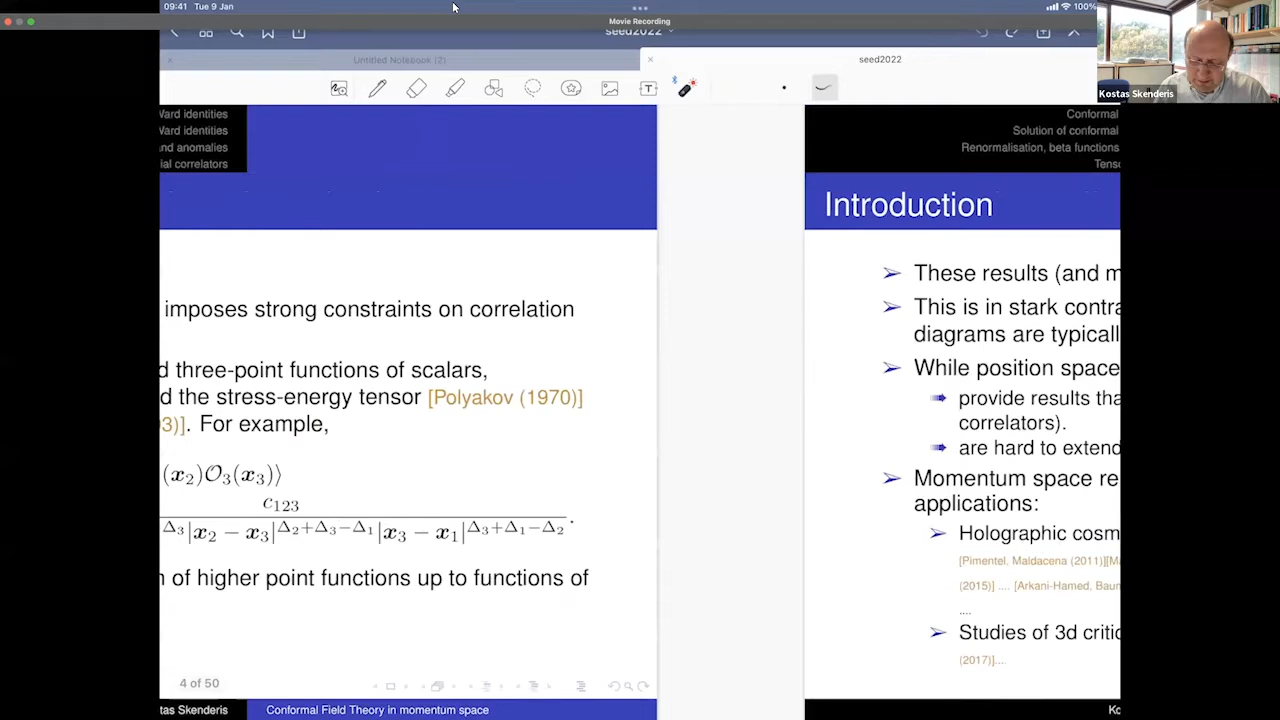 09:41 Tue 9 Jan
100%
Movie Recording
seed2022
Untitled Notebook (2)
seed2022
Kostas Skenderis
Ward identities
Ward identities
and anomalies
ial correlators
imposes strong constraints on correlation
d three-point functions of scalars,
d the stress-energy tensor [Polyakov (1970)]
3)]. For example,
(x₂)O₃(x₃)⟩
c₁₂₃
Δ₃|x₂ − x₃|^Δ₂+Δ₃−Δ₁|x₃ − x₁|^Δ₃+Δ₁−Δ₂.
n of higher point functions up to functions of
4 of 50
tas Skenderis
Conformal Field Theory in momentum space
Conformal
Solution of conformal
Renormalisation, beta functions
Tens
Introduction
These results (and m
This is in stark contra
diagrams are typically
While position space
provide results tha
correlators).
are hard to extend
Momentum space re
applications:
Holographic cosm
[Pimentel, Maldacena (2011)][Ma
(2015)] .... [Arkani-Hamed, Baum
....
Studies of 3d critic
(2017)]....
Ko